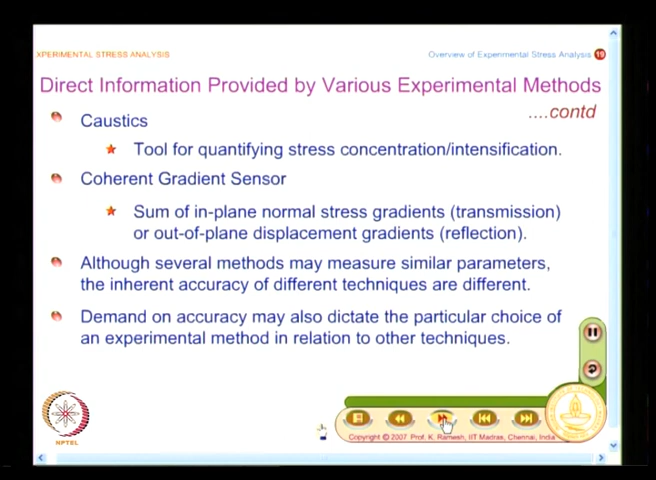 XPERIMENTAL STRESS ANALYSIS
Overview of Experimental Stress Analysis 19
Direct Information Provided by Various Experimental Methods
....contd
Caustics
Tool for quantifying stress concentration/intensification.
Coherent Gradient Sensor
Sum of in-plane normal stress gradients (transmission)
or out-of-plane displacement gradients (reflection).
Although several methods may measure similar parameters,
the inherent accuracy of different techniques are different.
Demand on accuracy may also dictate the particular choice of
an experimental method in relation to other techniques.
NPTEL
Copyright © 2007 Prof. K. Ramesh, IIT Madras, Chennai, India